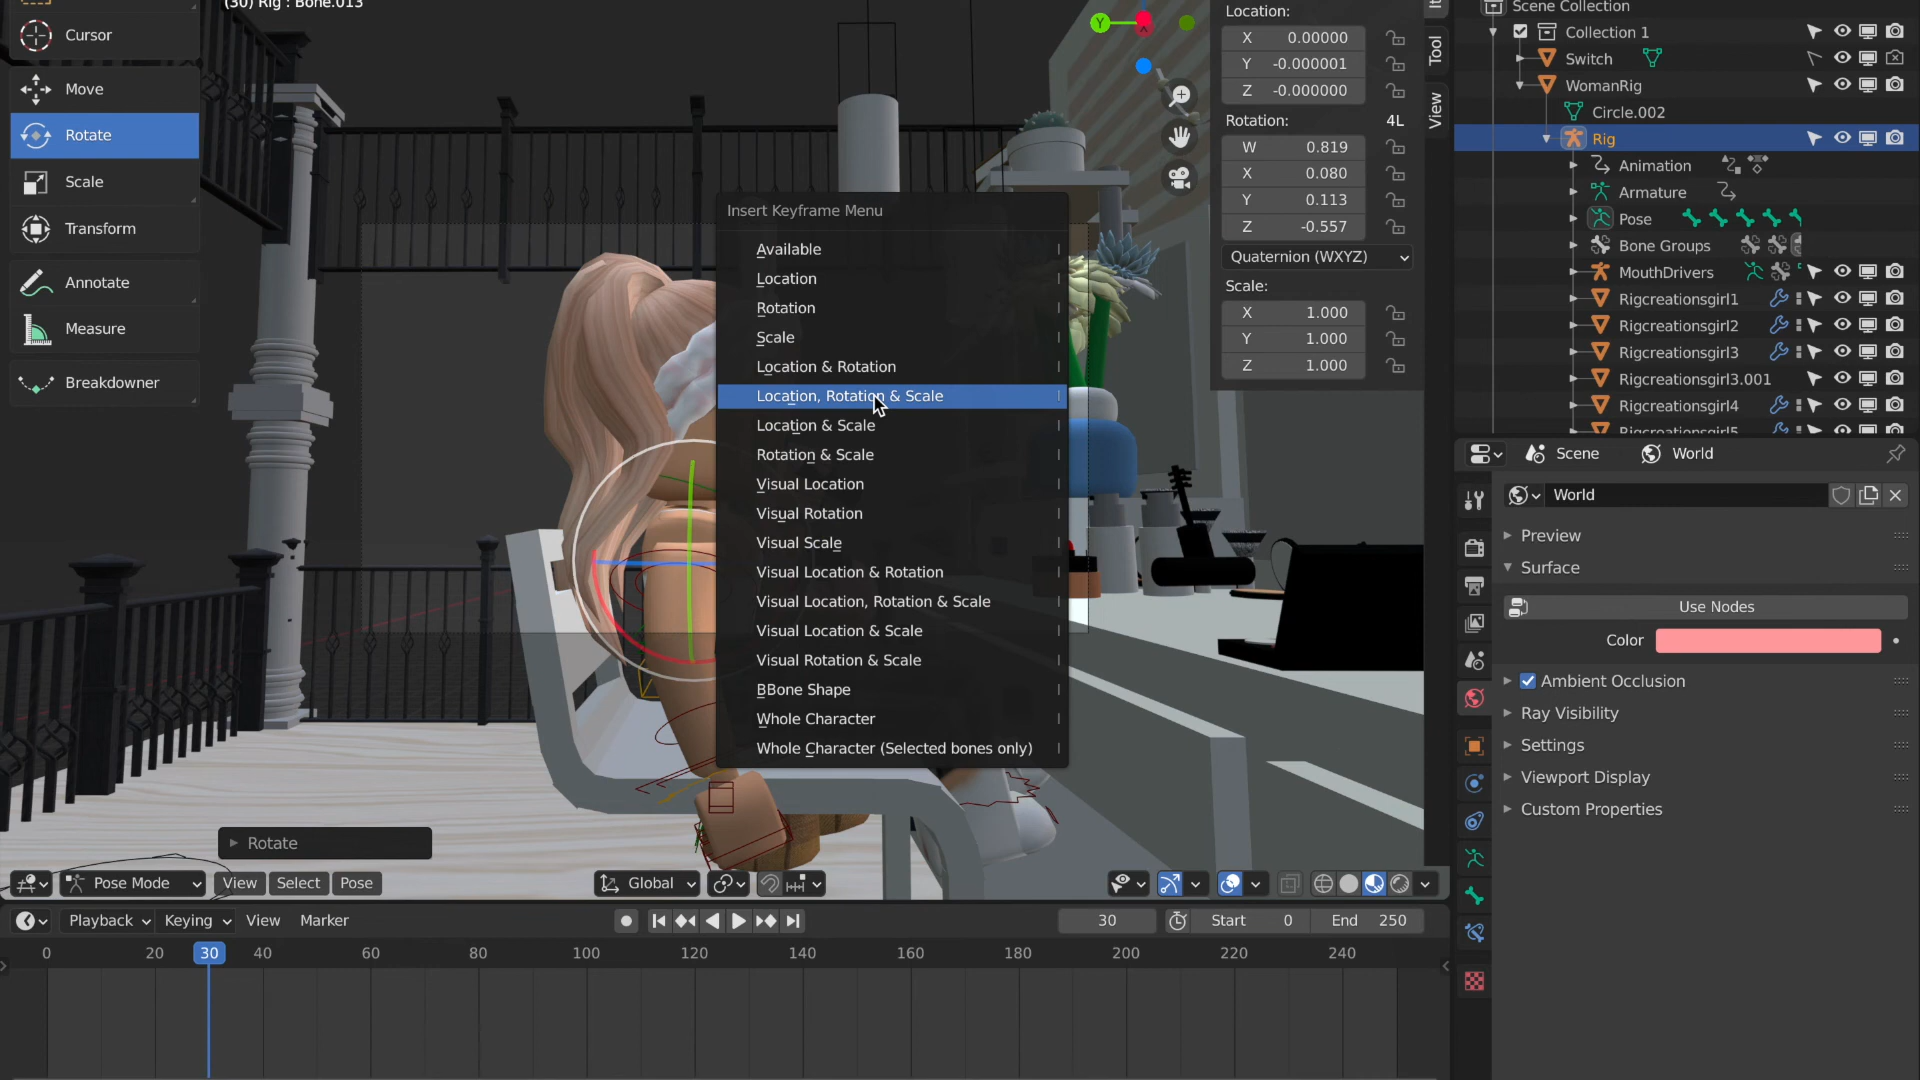 (30) Rig : Bone.013
Cursor
Move
Rotate
Scale
Transform
Annotate
Measure
Breakdowner
Y
Location:
X 0.00000
Y -0.000001
Z -0.000000
Rotation: 4L
W 0.819
X 0.080
Y 0.113
Z -0.557
Quaternion (WXYZ)
Scale:
X 1.000
Y 1.000
Z 1.000
Tool
View
Insert Keyframe Menu
Available I
Location I
Rotation I
Scale I
Location & Rotation I
Location, Rotation & Scale I
Location & Scale I
Rotation & Scale I
Visual Location I
Visual Rotation I
Visual Scale I
Visual Location & Rotation I
Visual Location, Rotation & Scale I
Visual Location & Scale I
Visual Rotation & Scale I
BBone Shape I
Whole Character I
Whole Character (Selected bones only) I
Scene Collection
Collection 1
Switch
WomanRig
Circle.002
Rig
Animation
Armature
Pose
Bone Groups
MouthDrivers
Rigcreationsgirl1
Rigcreationsgirl2
Rigcreationsgirl3
Rigcreationsgirl3.001
Rigcreationsgirl4
Rigcreationsgirl5
Scene World
World
Preview
Surface
Use Nodes
Color
Ambient Occlusion
Ray Visibility
Settings
Viewport Display
Custom Properties
Rotate
Pose Mode View Select Pose Global
Playback Keying View Marker 30 Start 0 End 250
0 20 30 40 60 80 100 120 140 160 180 200 220 240